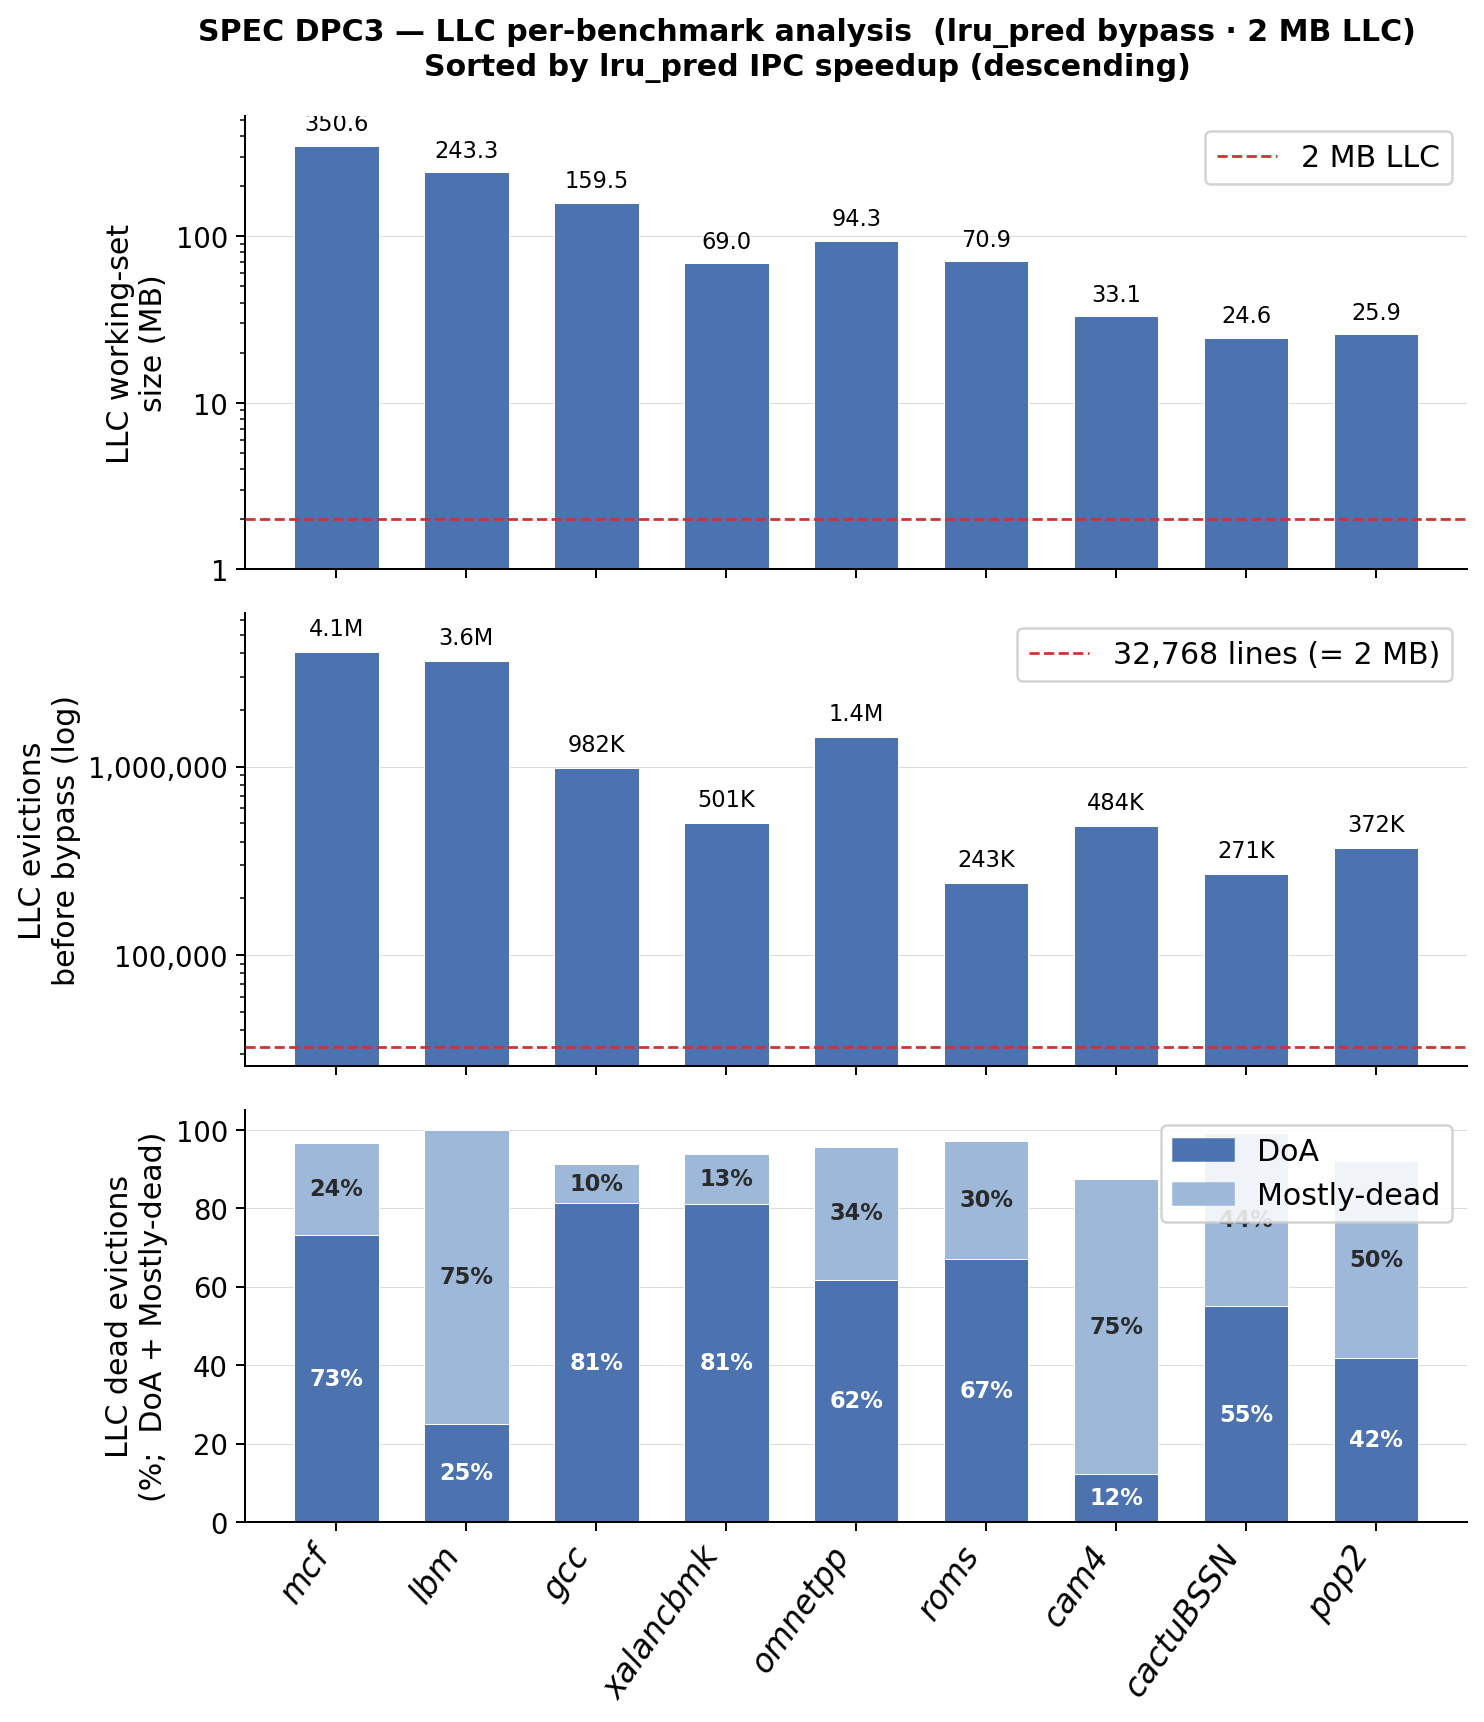 SPEC DPC3 — LLC per-benchmark analysis  (lru_pred bypass · 2 MB LLC)
Sorted by lru_pred IPC speedup (descending)
LLC working-set
size (MB)
100
10
1
350.6
243.3
159.5
69.0
94.3
70.9
33.1
24.6
25.9
2 MB LLC
LLC evictions
before bypass (log)
1,000,000
100,000
4.1M
3.6M
982K
501K
1.4M
243K
484K
271K
372K
32,768 lines (= 2 MB)
LLC dead evictions
(%;  DoA + Mostly-dead)
100
80
60
40
20
0
24%
75%
10%
13%
34%
30%
75%
44%
50%
73%
25%
81%
81%
62%
67%
12%
55%
42%
DoA
Mostly-dead
mcf
lbm
gcc
xalancbmk
omnetpp
roms
cam4
cactuBSSN
pop2